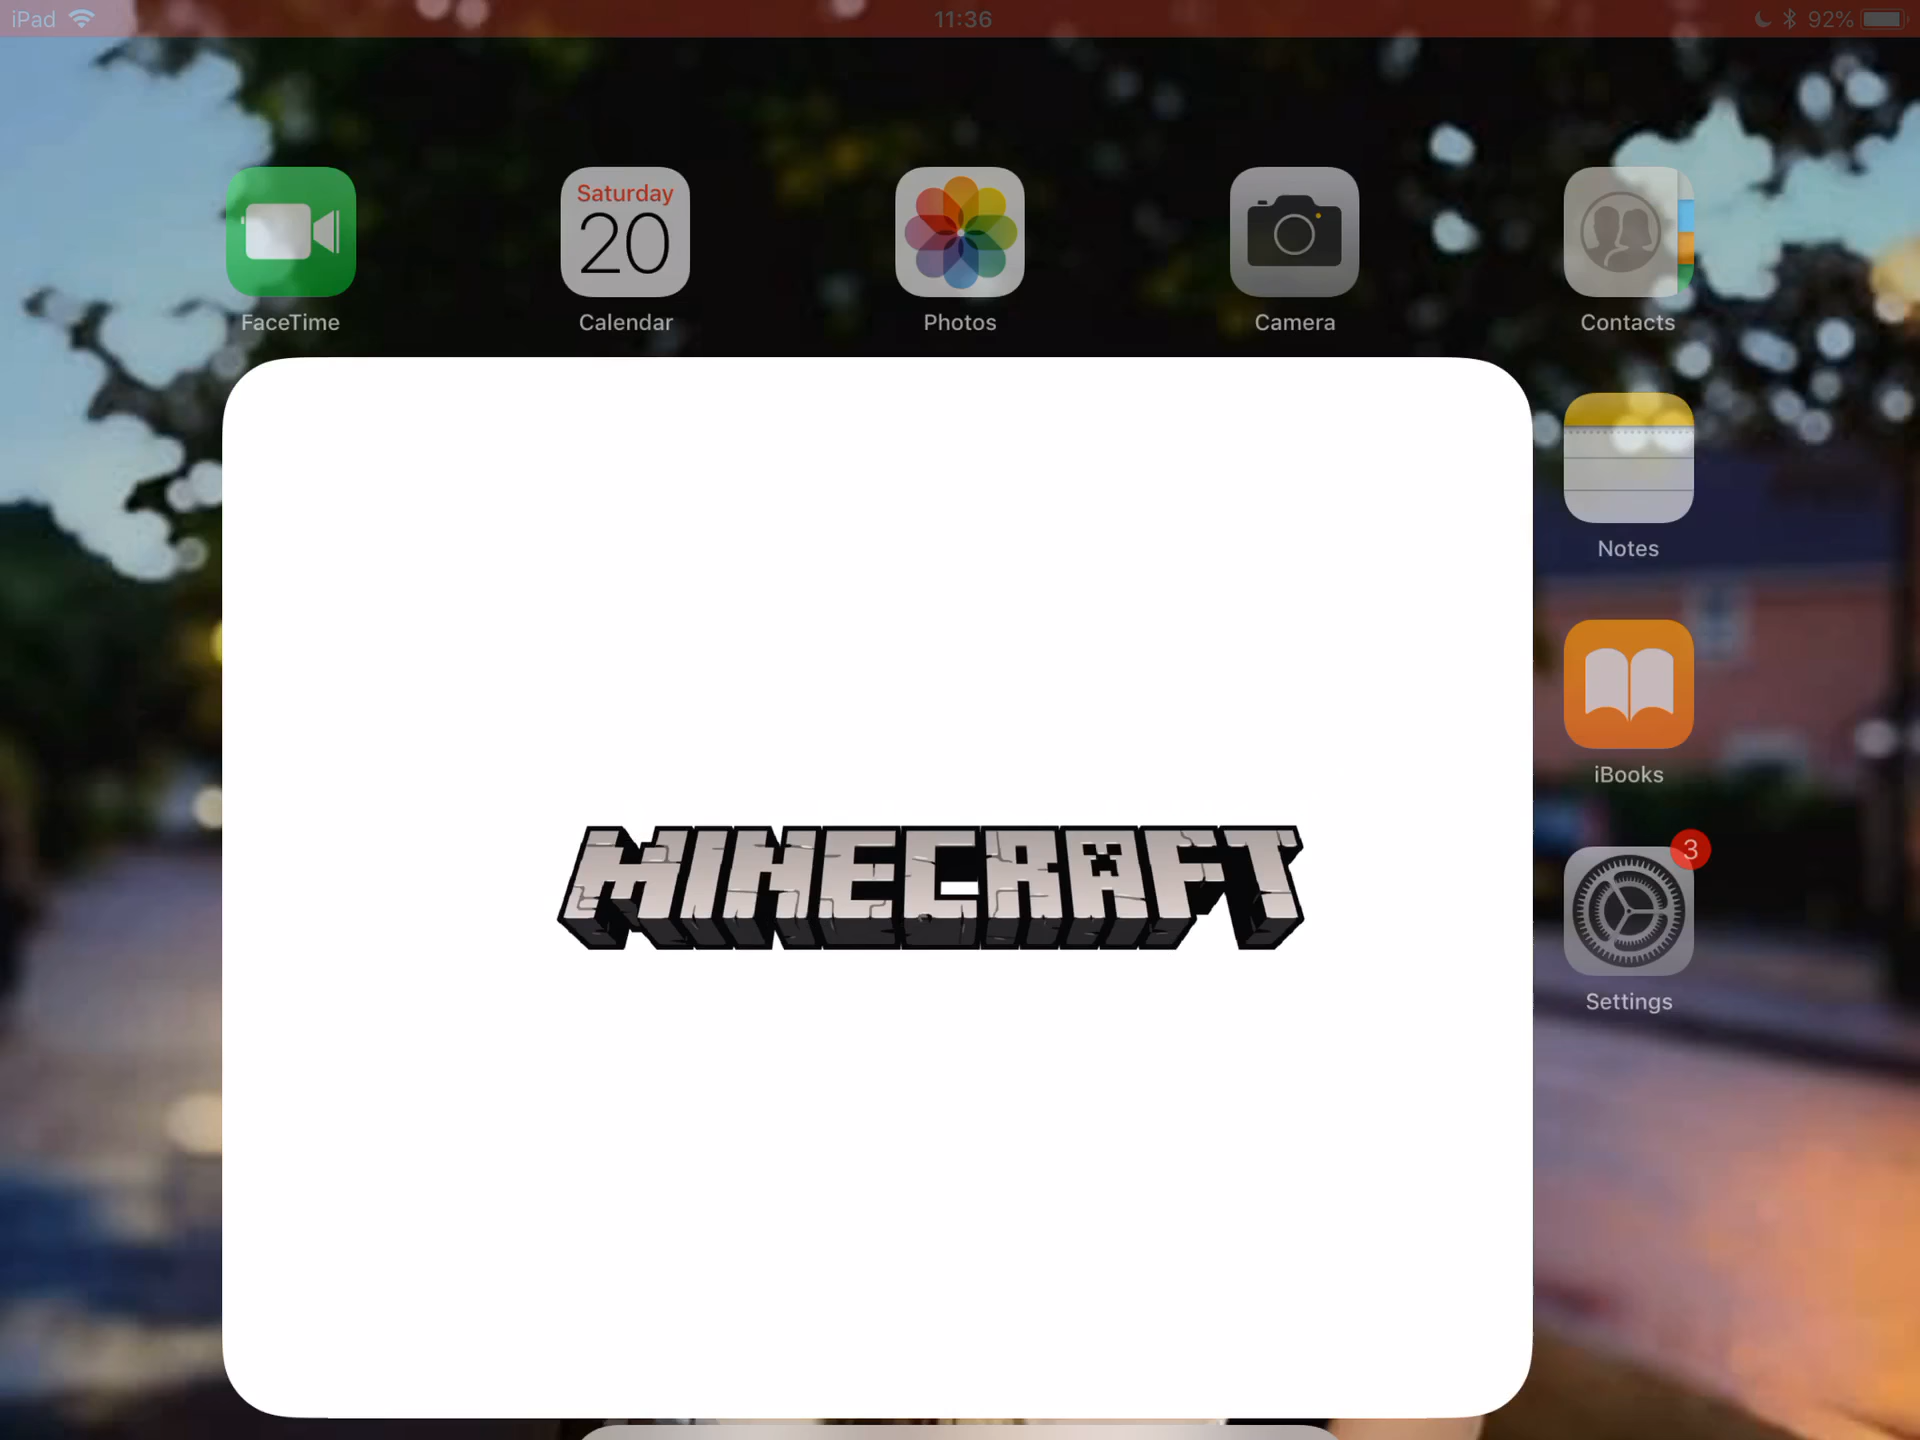 iPad 11:36 92%
Saturday
20
FaceTime Calendar Photos Camera Contacts
Notes
iBooks
MINECRAFT
3
Settings